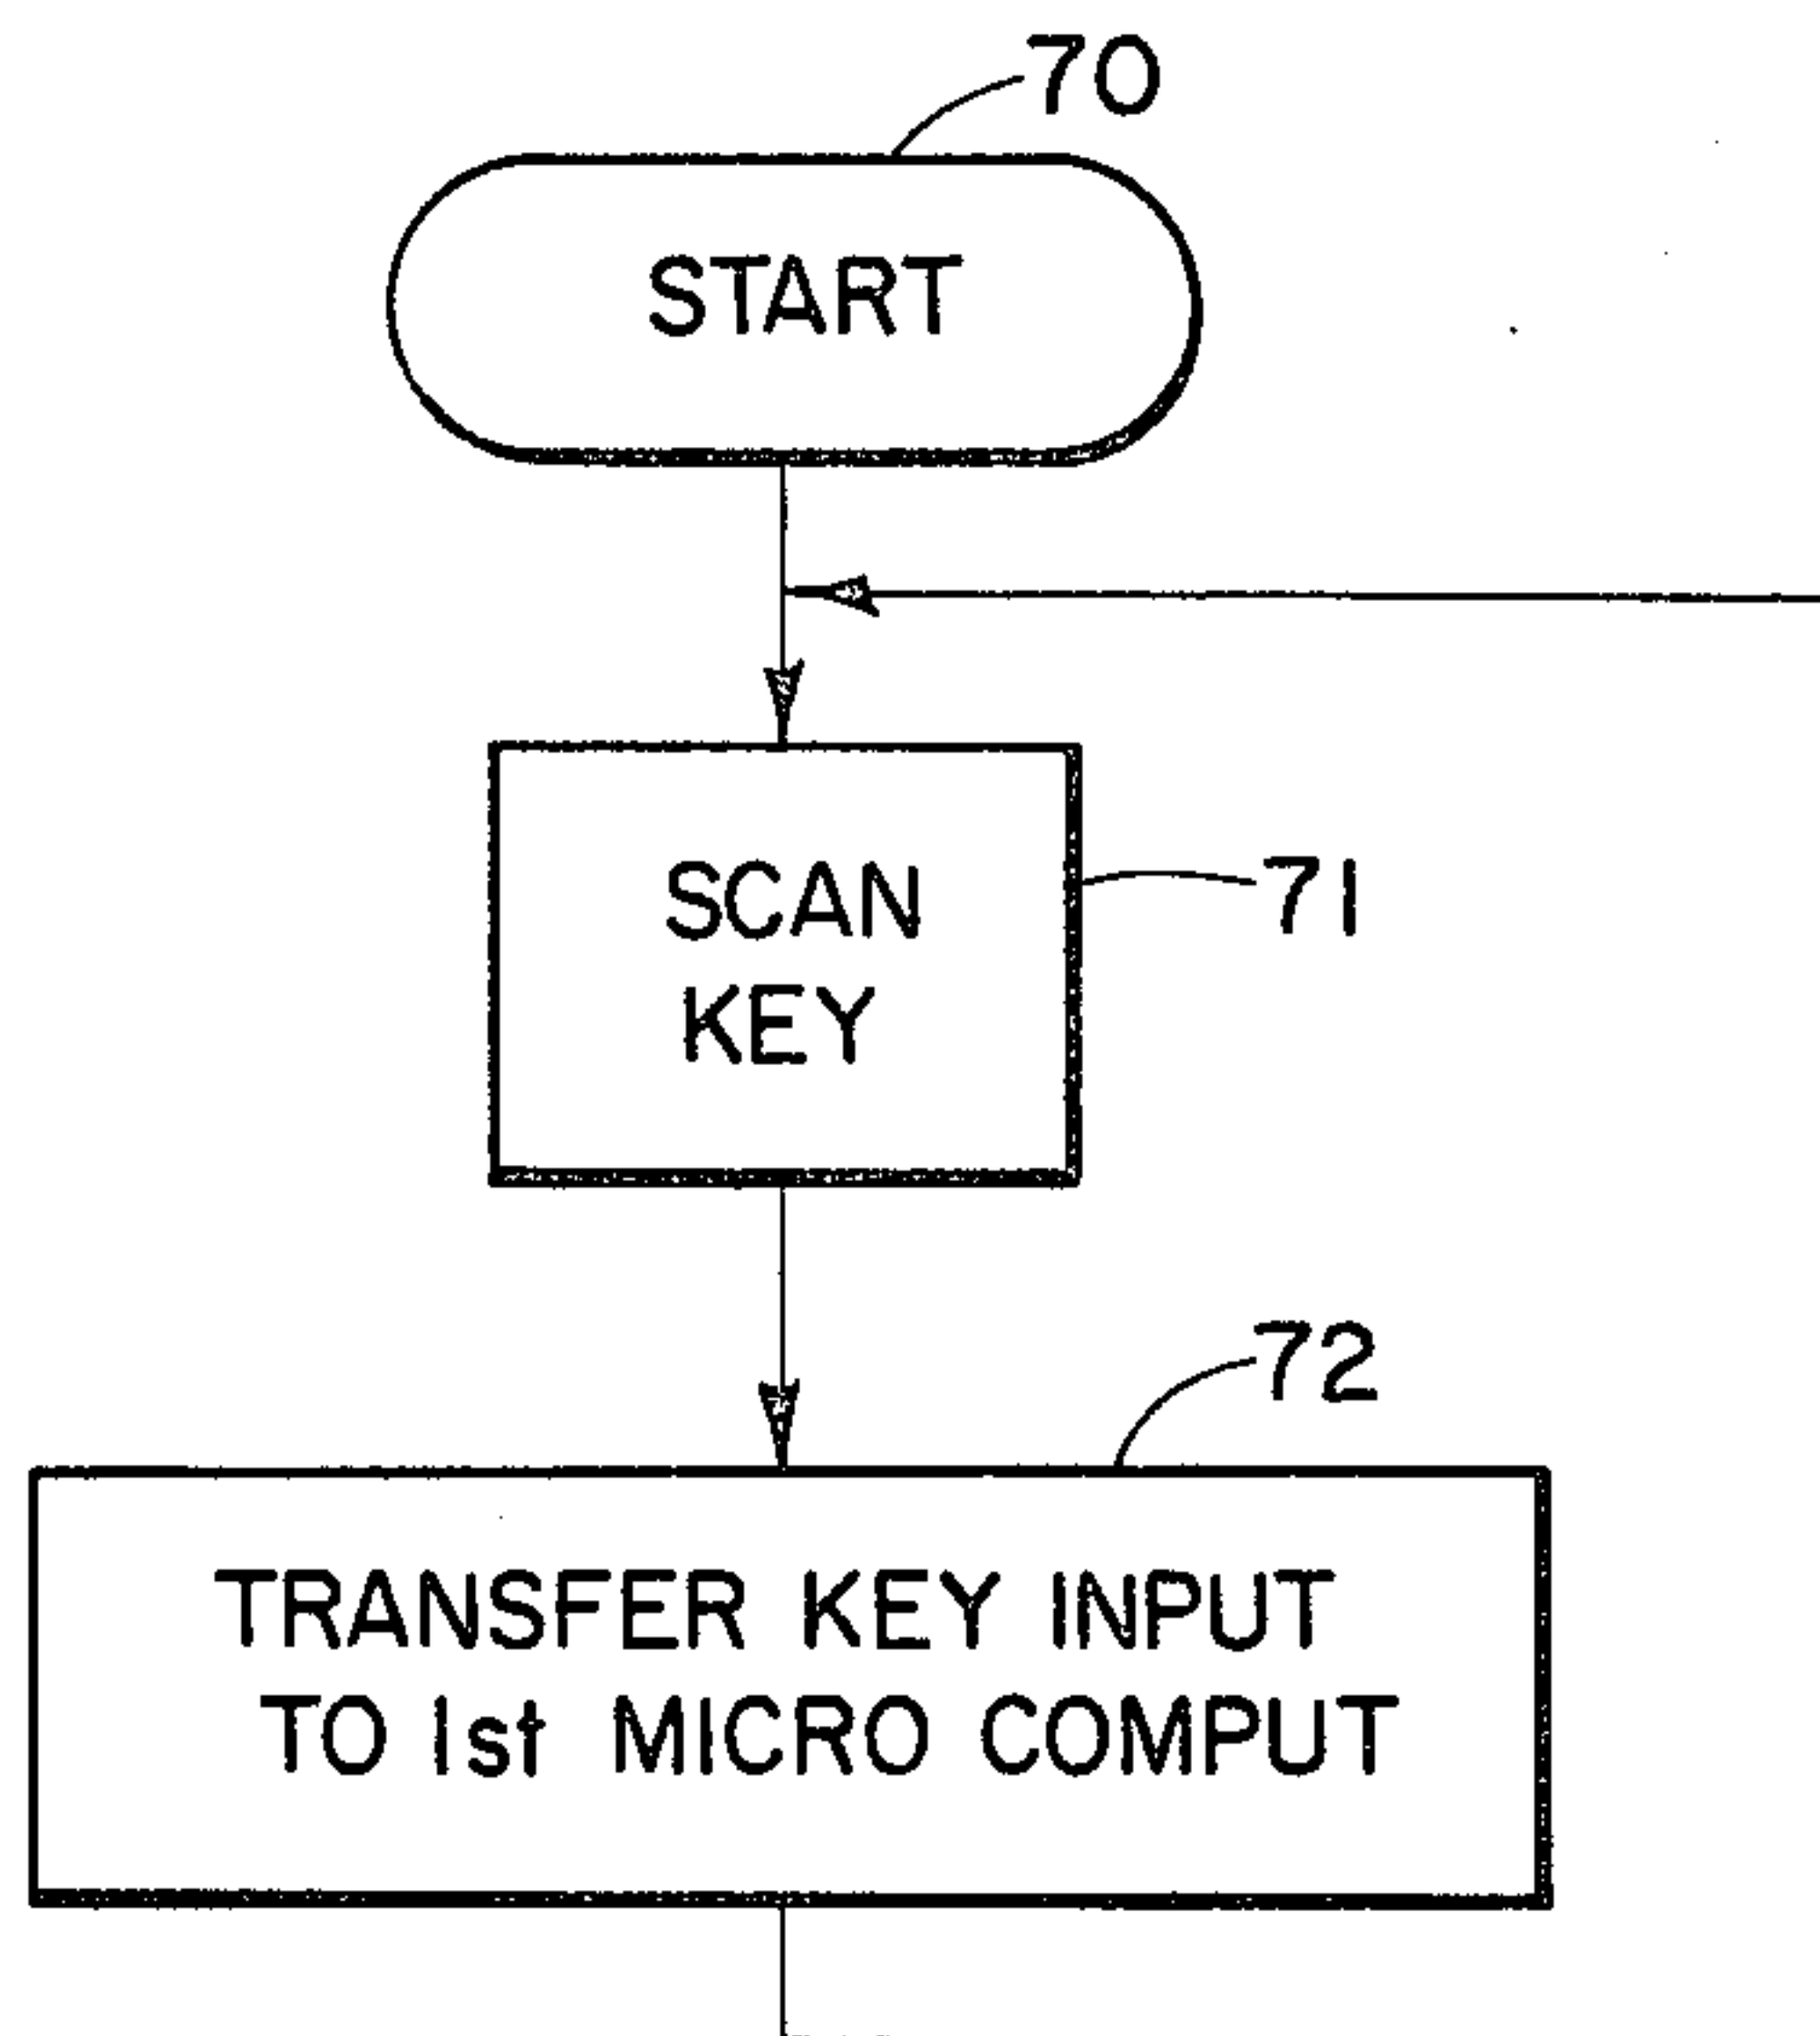 70
START
SCAN
KEY
71
72
TRANSFER KEY INPUT
TO 1st MICRO COMPUT